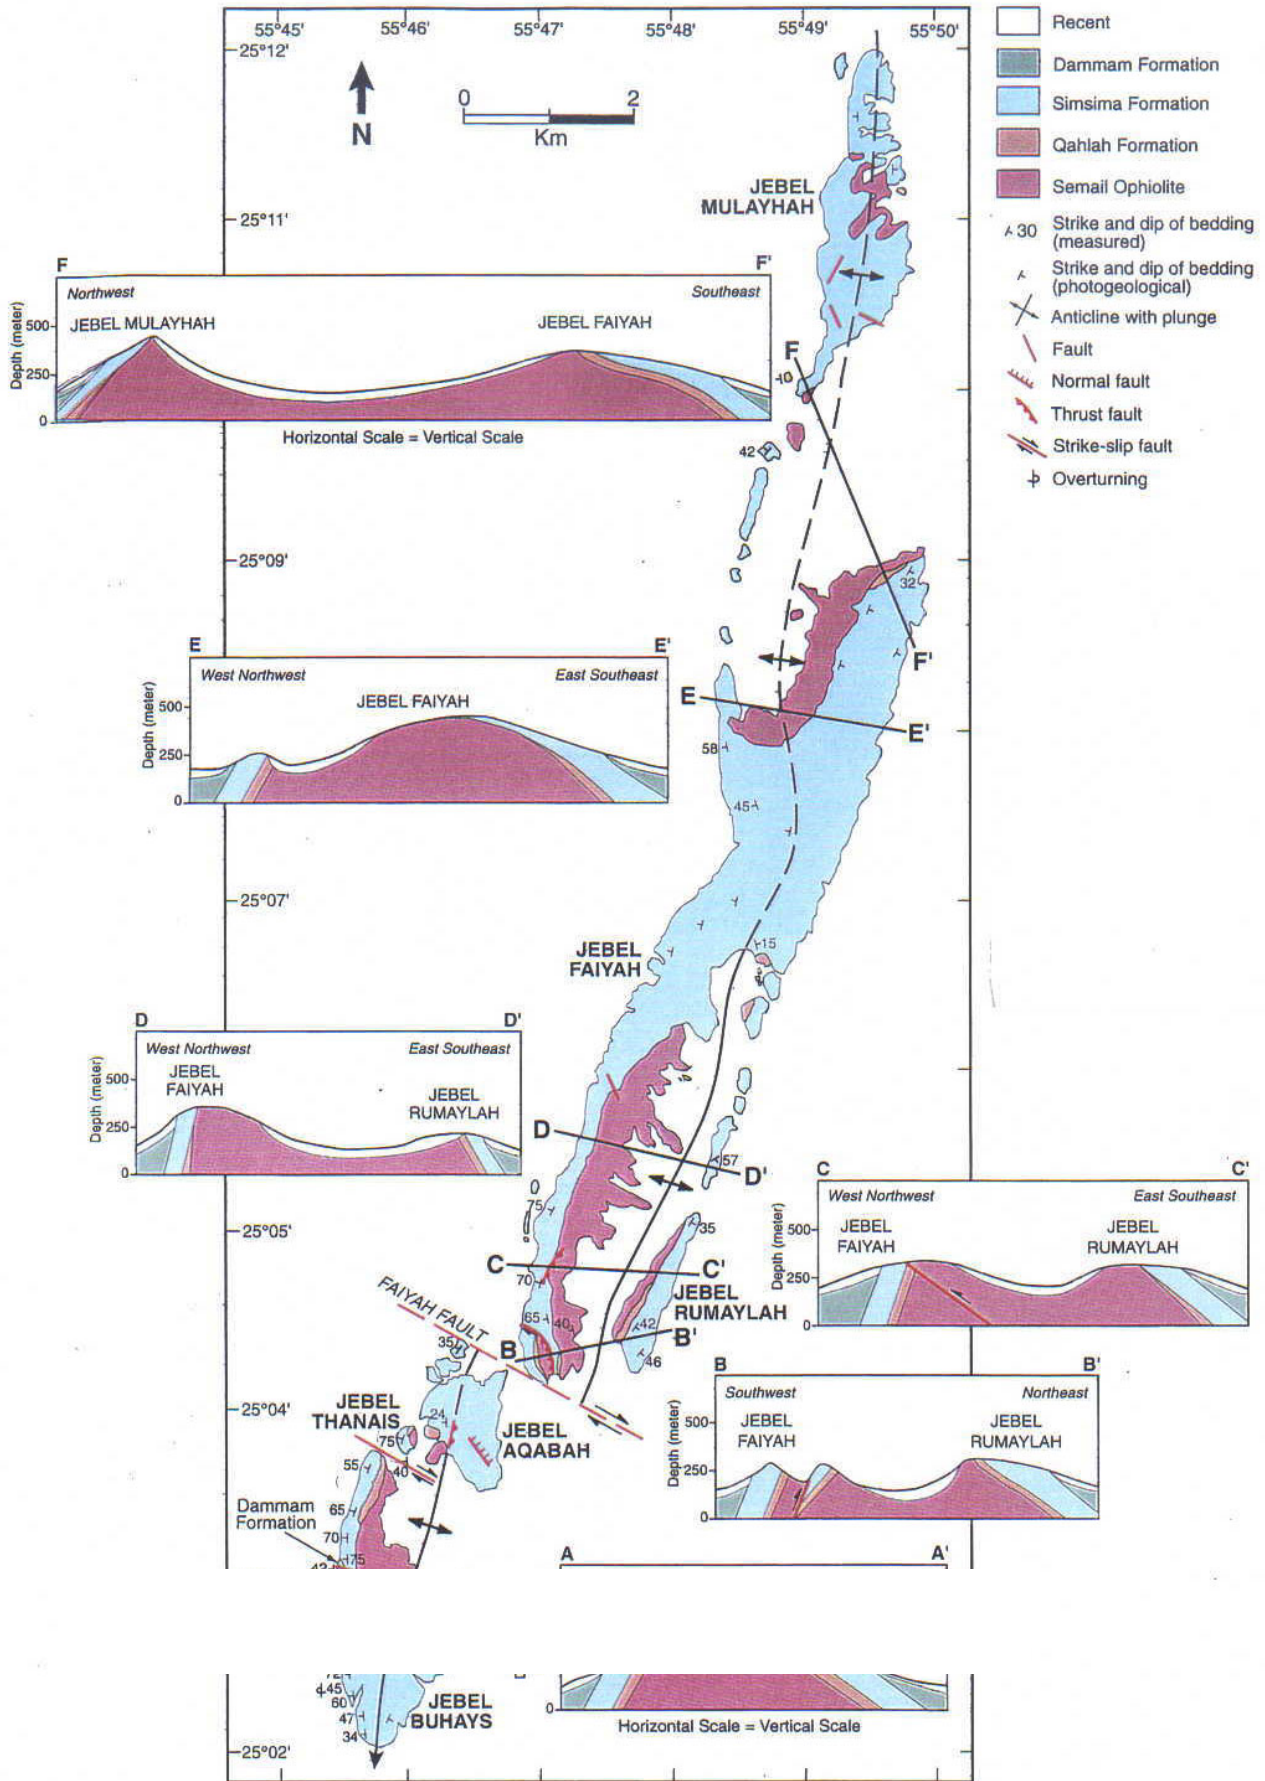 55°45' 55°46' 55°47' 55°48' 55°49' 55°50'
25°12'
N
0 2
Km
Recent
Dammam Formation
Simsima Formation
Qahlah Formation
Semail Ophiolite
30 Strike and dip of bedding
(measured)
Strike and dip of bedding
(photogeological)
Anticline with plunge
Fault
Normal fault
Thrust fault
Strike-slip fault
Overturning
JEBEL
MULAYHAH
25°11'
F F'
Northwest Southeast
JEBEL MULAYHAH JEBEL FAIYAH
Depth (meter)
500
250
0
Horizontal Scale = Vertical Scale
F
10
42
25°09'
32
F'
E E'
West Northwest East Southeast
JEBEL FAIYAH
Depth (meter)
500
250
0
E
E'
58
45
25°07'
15
JEBEL
FAIYAH
D D'
West Northwest East Southeast
JEBEL
FAIYAH
JEBEL
RUMAYLAH
Depth (meter)
500
250
0
D
57
D'
75
35
25°05'
C C'
West Northwest East Southeast
JEBEL
FAIYAH
JEBEL
RUMAYLAH
Depth (meter)
500
250
0
C
C'
70
JEBEL
RUMAYLAH
FAIYAH FAULT
65
40
42
B
B'
46
35
B B'
Southwest Northeast
JEBEL
FAIYAH
JEBEL
RUMAYLAH
Depth (meter)
500
250
0
25°04'
JEBEL
THANAIS
24
75
JEBEL
AQABAH
40
55
Dammam
Formation
65
70
75
A A'
45
60
47
34
JEBEL
BUHAYS
0
Horizontal Scale = Vertical Scale
25°02'